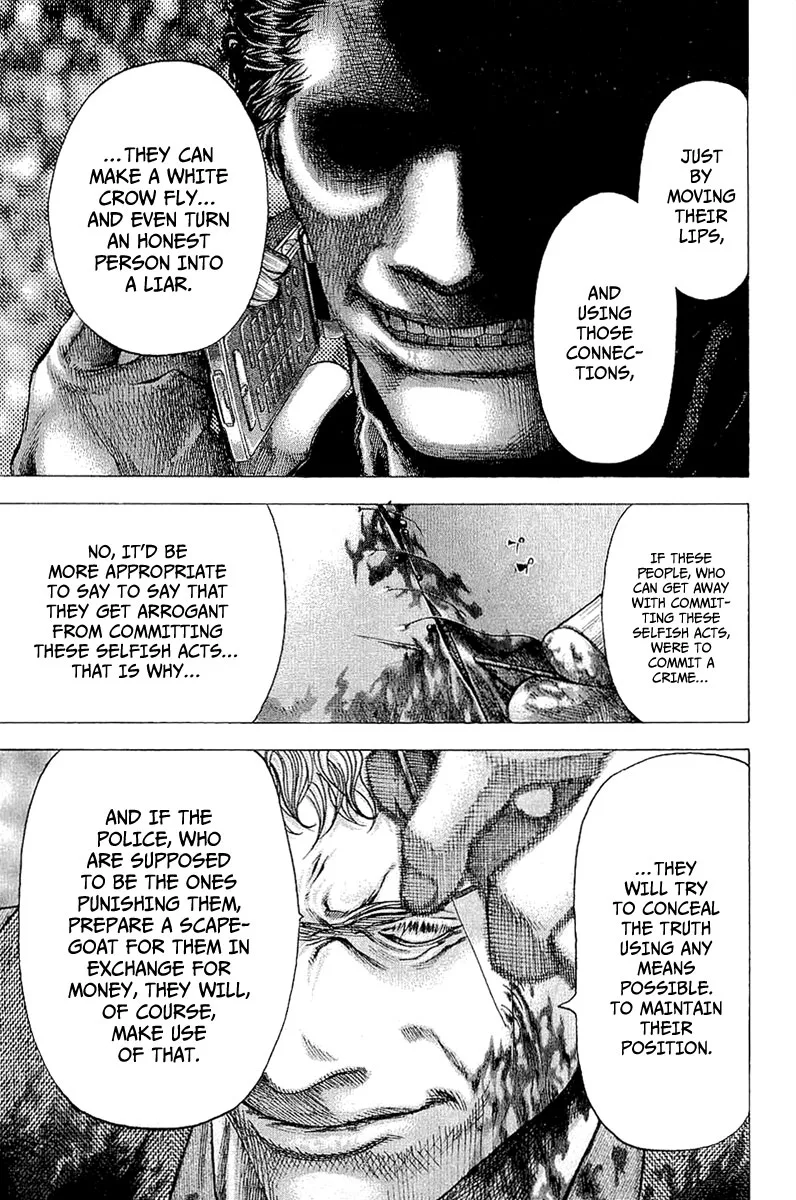 JUST
BY
MOVING
THEIR
LIPS,
AND
USING
THOSE
CONNEC-
TIONS,
...THEY CAN
MAKE A WHITE
CROW FLY...
AND EVEN TURN
AN HONEST
PERSON INTO
A LIAR.
IF THESE
PEOPLE, WHO
CAN GET AWAY
WITH COMMIT-
TING THESE
SELFISH ACTS,
WERE TO
COMMIT A
CRIME...
NO, IT'D BE
MORE APPROPRIATE
TO SAY TO SAY THAT
THEY GET ARROGANT
FROM COMMITTING
THESE SELFISH ACTS...
THAT IS WHY...
...THEY
WILL TRY
TO CONCEAL
THE TRUTH
USING ANY
MEANS
POSSIBLE.
TO MAINTAIN
THEIR
POSITION.
AND IF THE
POLICE, WHO
ARE SUPPOSED
TO BE THE ONES
PUNISHING THEM,
PREPARE A SCAPE-
GOAT FOR THEM IN
EXCHANGE FOR
MONEY, THEY WILL,
OF COURSE,
MAKE USE
OF THAT.